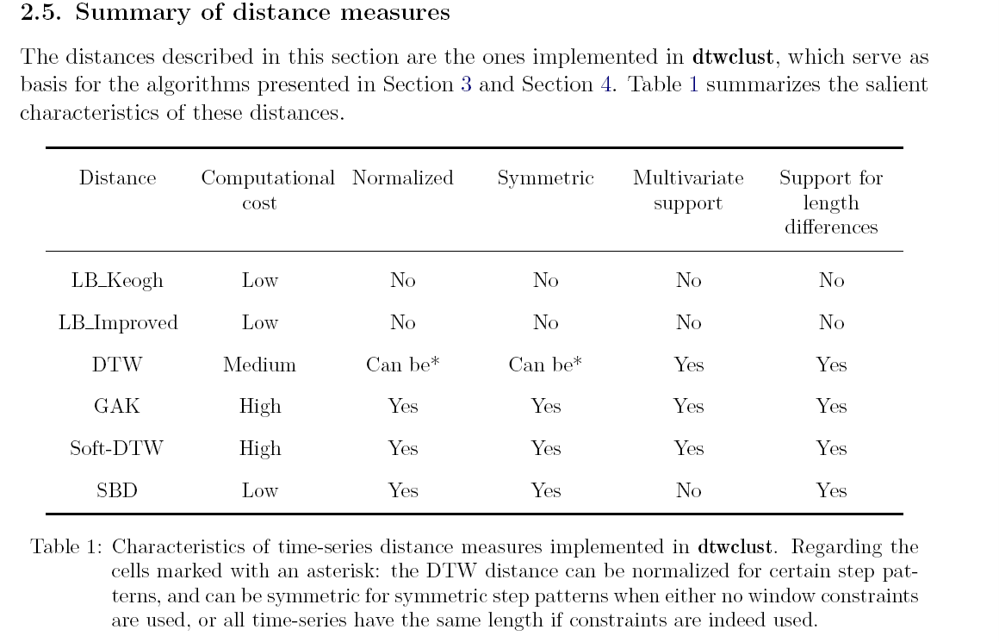 2.5. Summary of distance measures
The distances described in this section are the ones implemented in dtwclust, which serve as
basis for the algorithms presented in Section 3 and Section 4. Table 1 summarizes the salient
characteristics of these distances.
Distance Computational cost Normalized Symmetric Multivariate support Support for length differences
LB_Keogh Low No No No No
LB_Improved Low No No No No
DTW Medium Can be* Can be* Yes Yes
GAK High Yes Yes Yes Yes
Soft-DTW High Yes Yes Yes Yes
SBD Low Yes Yes No Yes
Table 1: Characteristics of time-series distance measures implemented in dtwclust. Regarding the
cells marked with an asterisk: the DTW distance can be normalized for certain step pat-
terns, and can be symmetric for symmetric step patterns when either no window constraints
are used, or all time-series have the same length if constraints are indeed used.